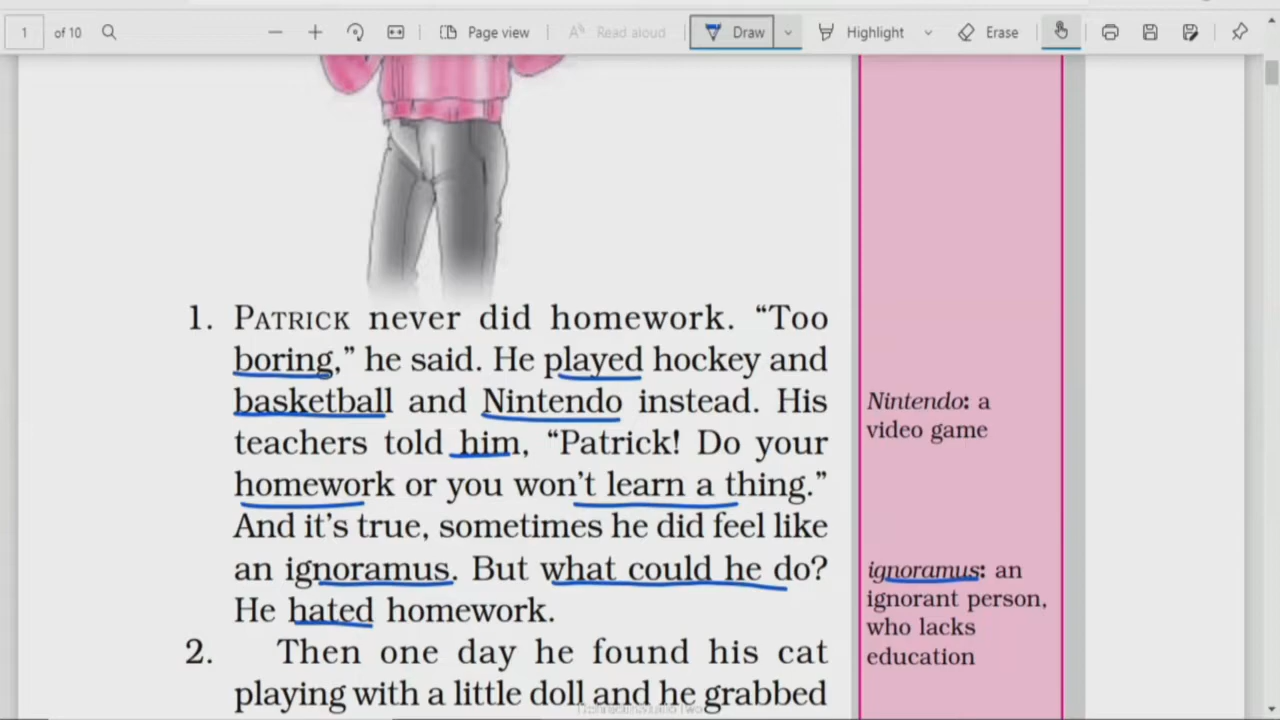 1 of 10 Page view Read aloud Draw Highlight Erase
1. PATRICK never did homework. “Too
boring,” he said. He played hockey and
basketball and Nintendo instead. His
teachers told him, “Patrick! Do your
homework or you won’t learn a thing.”
And it’s true, sometimes he did feel like
an ignoramus. But what could he do?
He hated homework.
2. Then one day he found his cat
playing with a little doll and he grabbed
Nintendo: a
video game
ignoramus: an
ignorant person,
who lacks
education